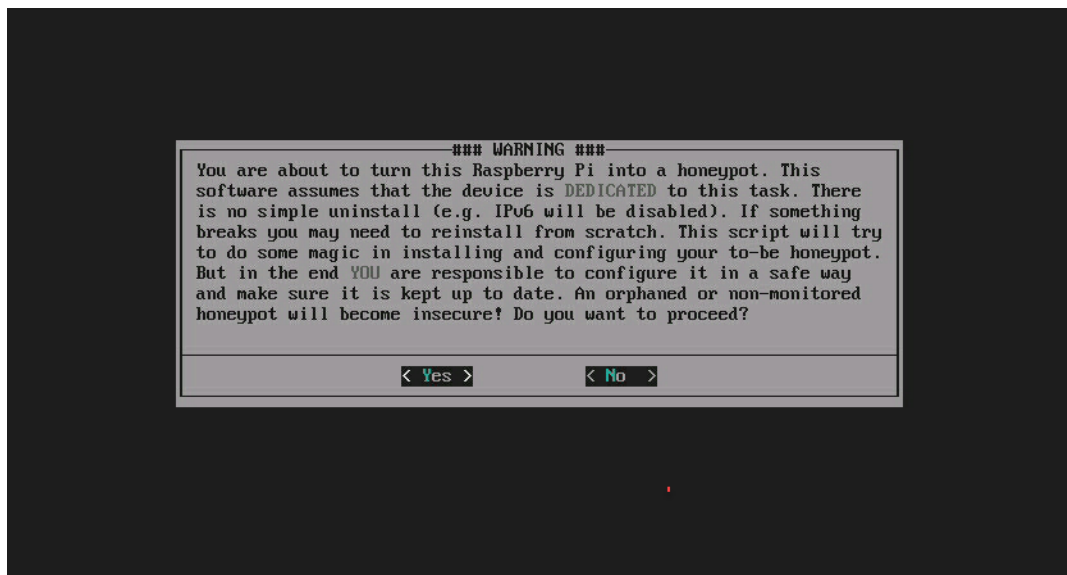 ### WARNING ###
You are about to turn this Raspberry Pi into a honeypot. This
software assumes that the device is DEDICATED to this task. There
is no simple uninstall (e.g. IPv6 will be disabled). If something
breaks you may need to reinstall from scratch. This script will try
to do some magic in installing and configuring your to-be honeypot.
But in the end YOU are responsible to configure it in a safe way
and make sure it is kept up to date. An orphaned or non-monitored
honeypot will become insecure! Do you want to proceed?
< Yes > < No >